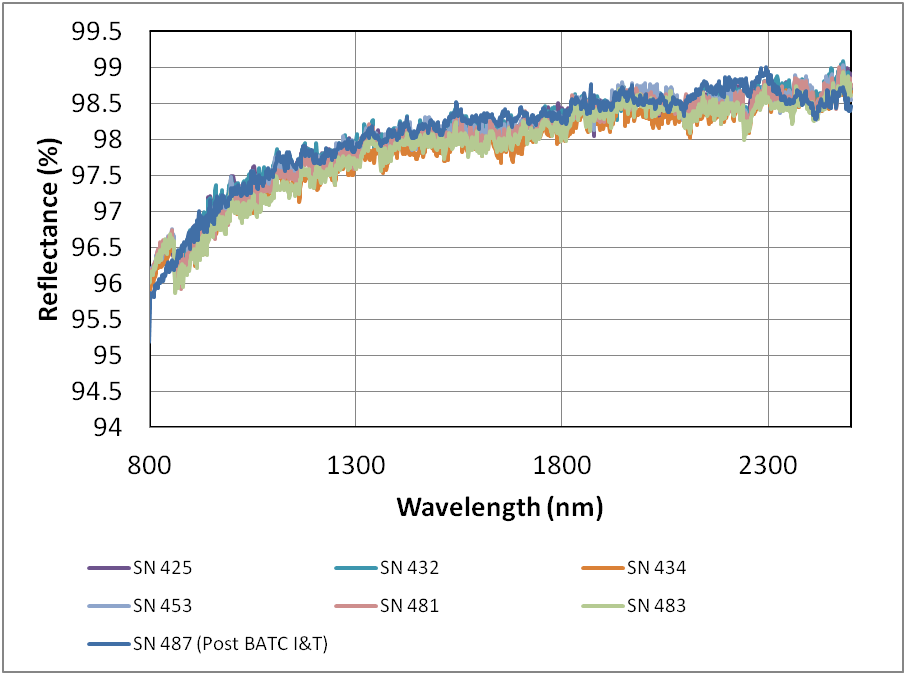 99.5
99
98.5
98
97.5
97
96.5
96
95.5
95
94.5
94
Reflectance (%)
800 1300 1800 2300
Wavelength (nm)
SN 425 SN 432 SN 434
SN 453 SN 481 SN 483
SN 487 (Post BATC I&T)